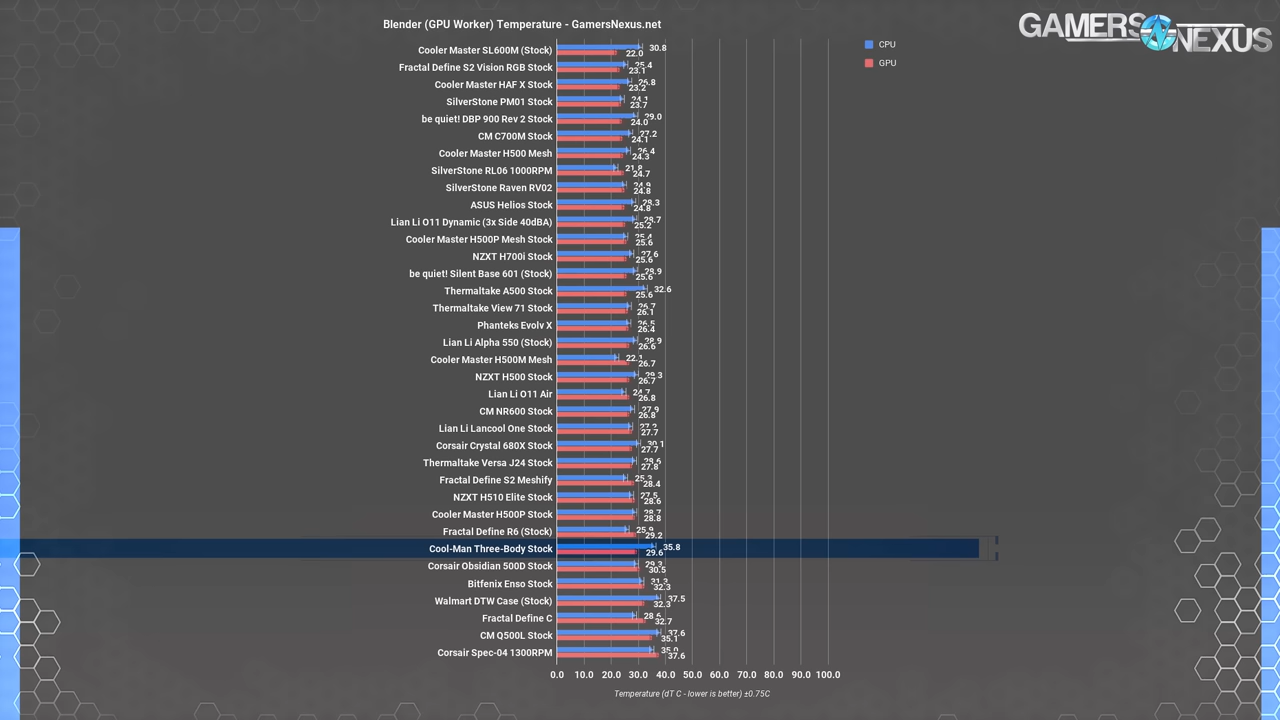 Blender (GPU Worker) Temperature - GamersNexus.net
GAMERS NEXUS
CPU
GPU
Cooler Master SL600M (Stock) 30.8 22.0
Fractal Define S2 Vision RGB Stock 25.4 23.1
Cooler Master HAF X Stock 26.8 23.2
SilverStone PM01 Stock 24.1 23.7
be quiet! DBP 900 Rev 2 Stock 29.0 24.0
CM C700M Stock 27.2 24.1
Cooler Master H500 Mesh 26.4 24.3
SilverStone RL06 1000RPM 21.8 24.7
SilverStone Raven RV02 24.9 24.8
ASUS Helios Stock 28.3 24.8
Lian Li O11 Dynamic (3x Side 40dBA) 28.7 25.2
Cooler Master H500P Mesh Stock 25.4 25.6
NZXT H700i Stock 27.6 25.6
be quiet! Silent Base 601 (Stock) 28.9 25.6
Thermaltake A500 Stock 32.6 25.6
Thermaltake View 71 Stock 26.7 26.1
Phanteks Evolv X 26.5 26.4
Lian Li Alpha 550 (Stock) 28.9 26.6
Cooler Master H500M Mesh 22.1 26.7
NZXT H500 Stock 29.3 26.7
Lian Li O11 Air 24.7 26.8
CM NR600 Stock 27.9 26.8
Lian Li Lancool One Stock 27.2 27.7
Corsair Crystal 680X Stock 30.1 27.7
Thermaltake Versa J24 Stock 28.6 27.8
Fractal Define S2 Meshify 25.3 28.4
NZXT H510 Elite Stock 27.5 28.6
Cooler Master H500P Stock 28.7 28.8
Fractal Define R6 (Stock) 25.9 29.2
Cool-Man Three-Body Stock 35.8 29.6
Corsair Obsidian 500D Stock 29.3 30.5
Bitfenix Enso Stock 31.3 32.3
Walmart DTW Case (Stock) 37.5 32.3
Fractal Define C 28.6 32.7
CM Q500L Stock 37.6 35.1
Corsair Spec-04 1300RPM 35.0 37.6
0.0 10.0 20.0 30.0 40.0 50.0 60.0 70.0 80.0 90.0 100.0
Temperature (dT C - lower is better) ±0.75C